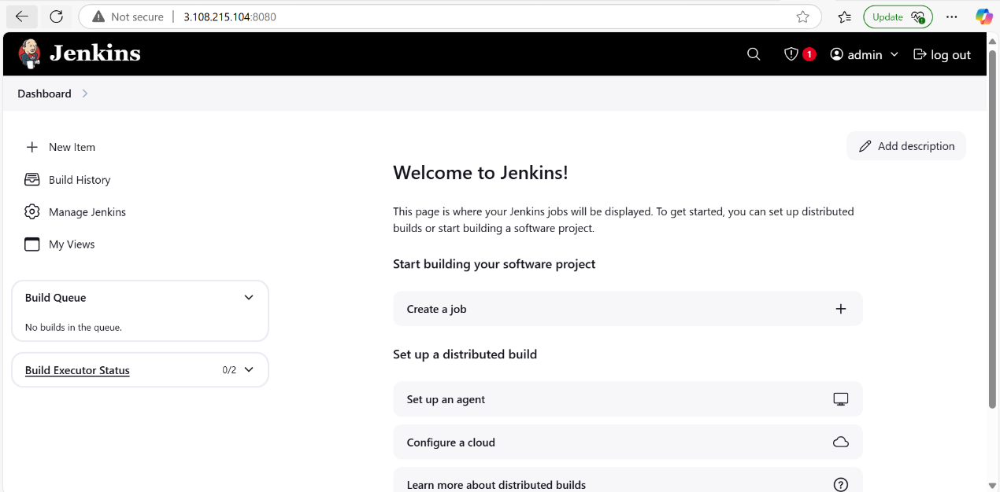 Not secure
3.108.215.104:8080
Update
Jenkins
1
admin
log out
Dashboard
New Item
Build History
Manage Jenkins
My Views
Build Queue
No builds in the queue.
Build Executor Status
0/2
Add description
Welcome to Jenkins!
This page is where your Jenkins jobs will be displayed. To get started, you can set up distributed
builds or start building a software project.
Start building your software project
Create a job
Set up a distributed build
Set up an agent
Configure a cloud
Learn more about distributed builds